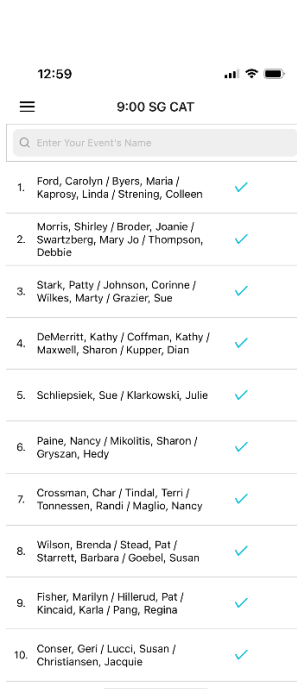 12:59
9:00 SG CAT
Enter Your Event's Name
1. Ford, Carolyn / Byers, Maria /
Kaprosy, Linda / Strening, Colleen
2. Morris, Shirley / Broder, Joanie /
Swartzberg, Mary Jo / Thompson,
Debbie
3. Stark, Patty / Johnson, Corinne /
Wilkes, Marty / Grazier, Sue
4. DeMerritt, Kathy / Coffman, Kathy /
Maxwell, Sharon / Kupper, Dian
5. Schliepsiek, Sue / Klarkowski, Julie
6. Paine, Nancy / Mikolitis, Sharon /
Gryszan, Hedy
7. Crossman, Char / Tindal, Terri /
Tonnessen, Randi / Maglio, Nancy
8. Wilson, Brenda / Stead, Pat /
Starrett, Barbara / Goebel, Susan
9. Fisher, Marilyn / Hillerud, Pat /
Kincaid, Karla / Pang, Regina
10. Conser, Geri / Lucci, Susan /
Christiansen, Jacquie